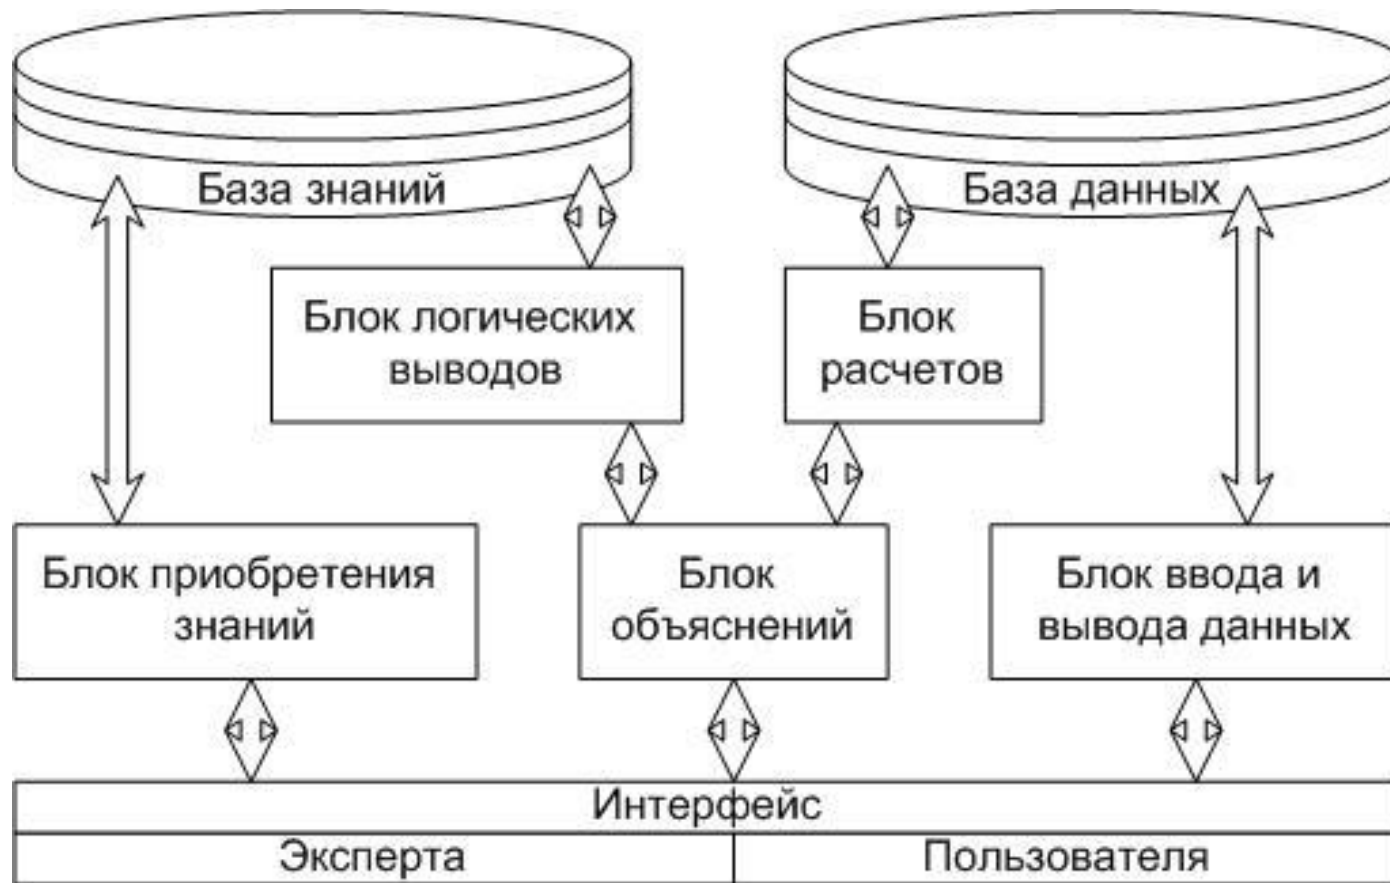 База знаний
База данных
Блок логических
выводов
Блок
расчетов
Блок приобретения
знаний
Блок
объяснений
Блок ввода и
вывода данных
Интерфейс
Эксперта
Пользователя